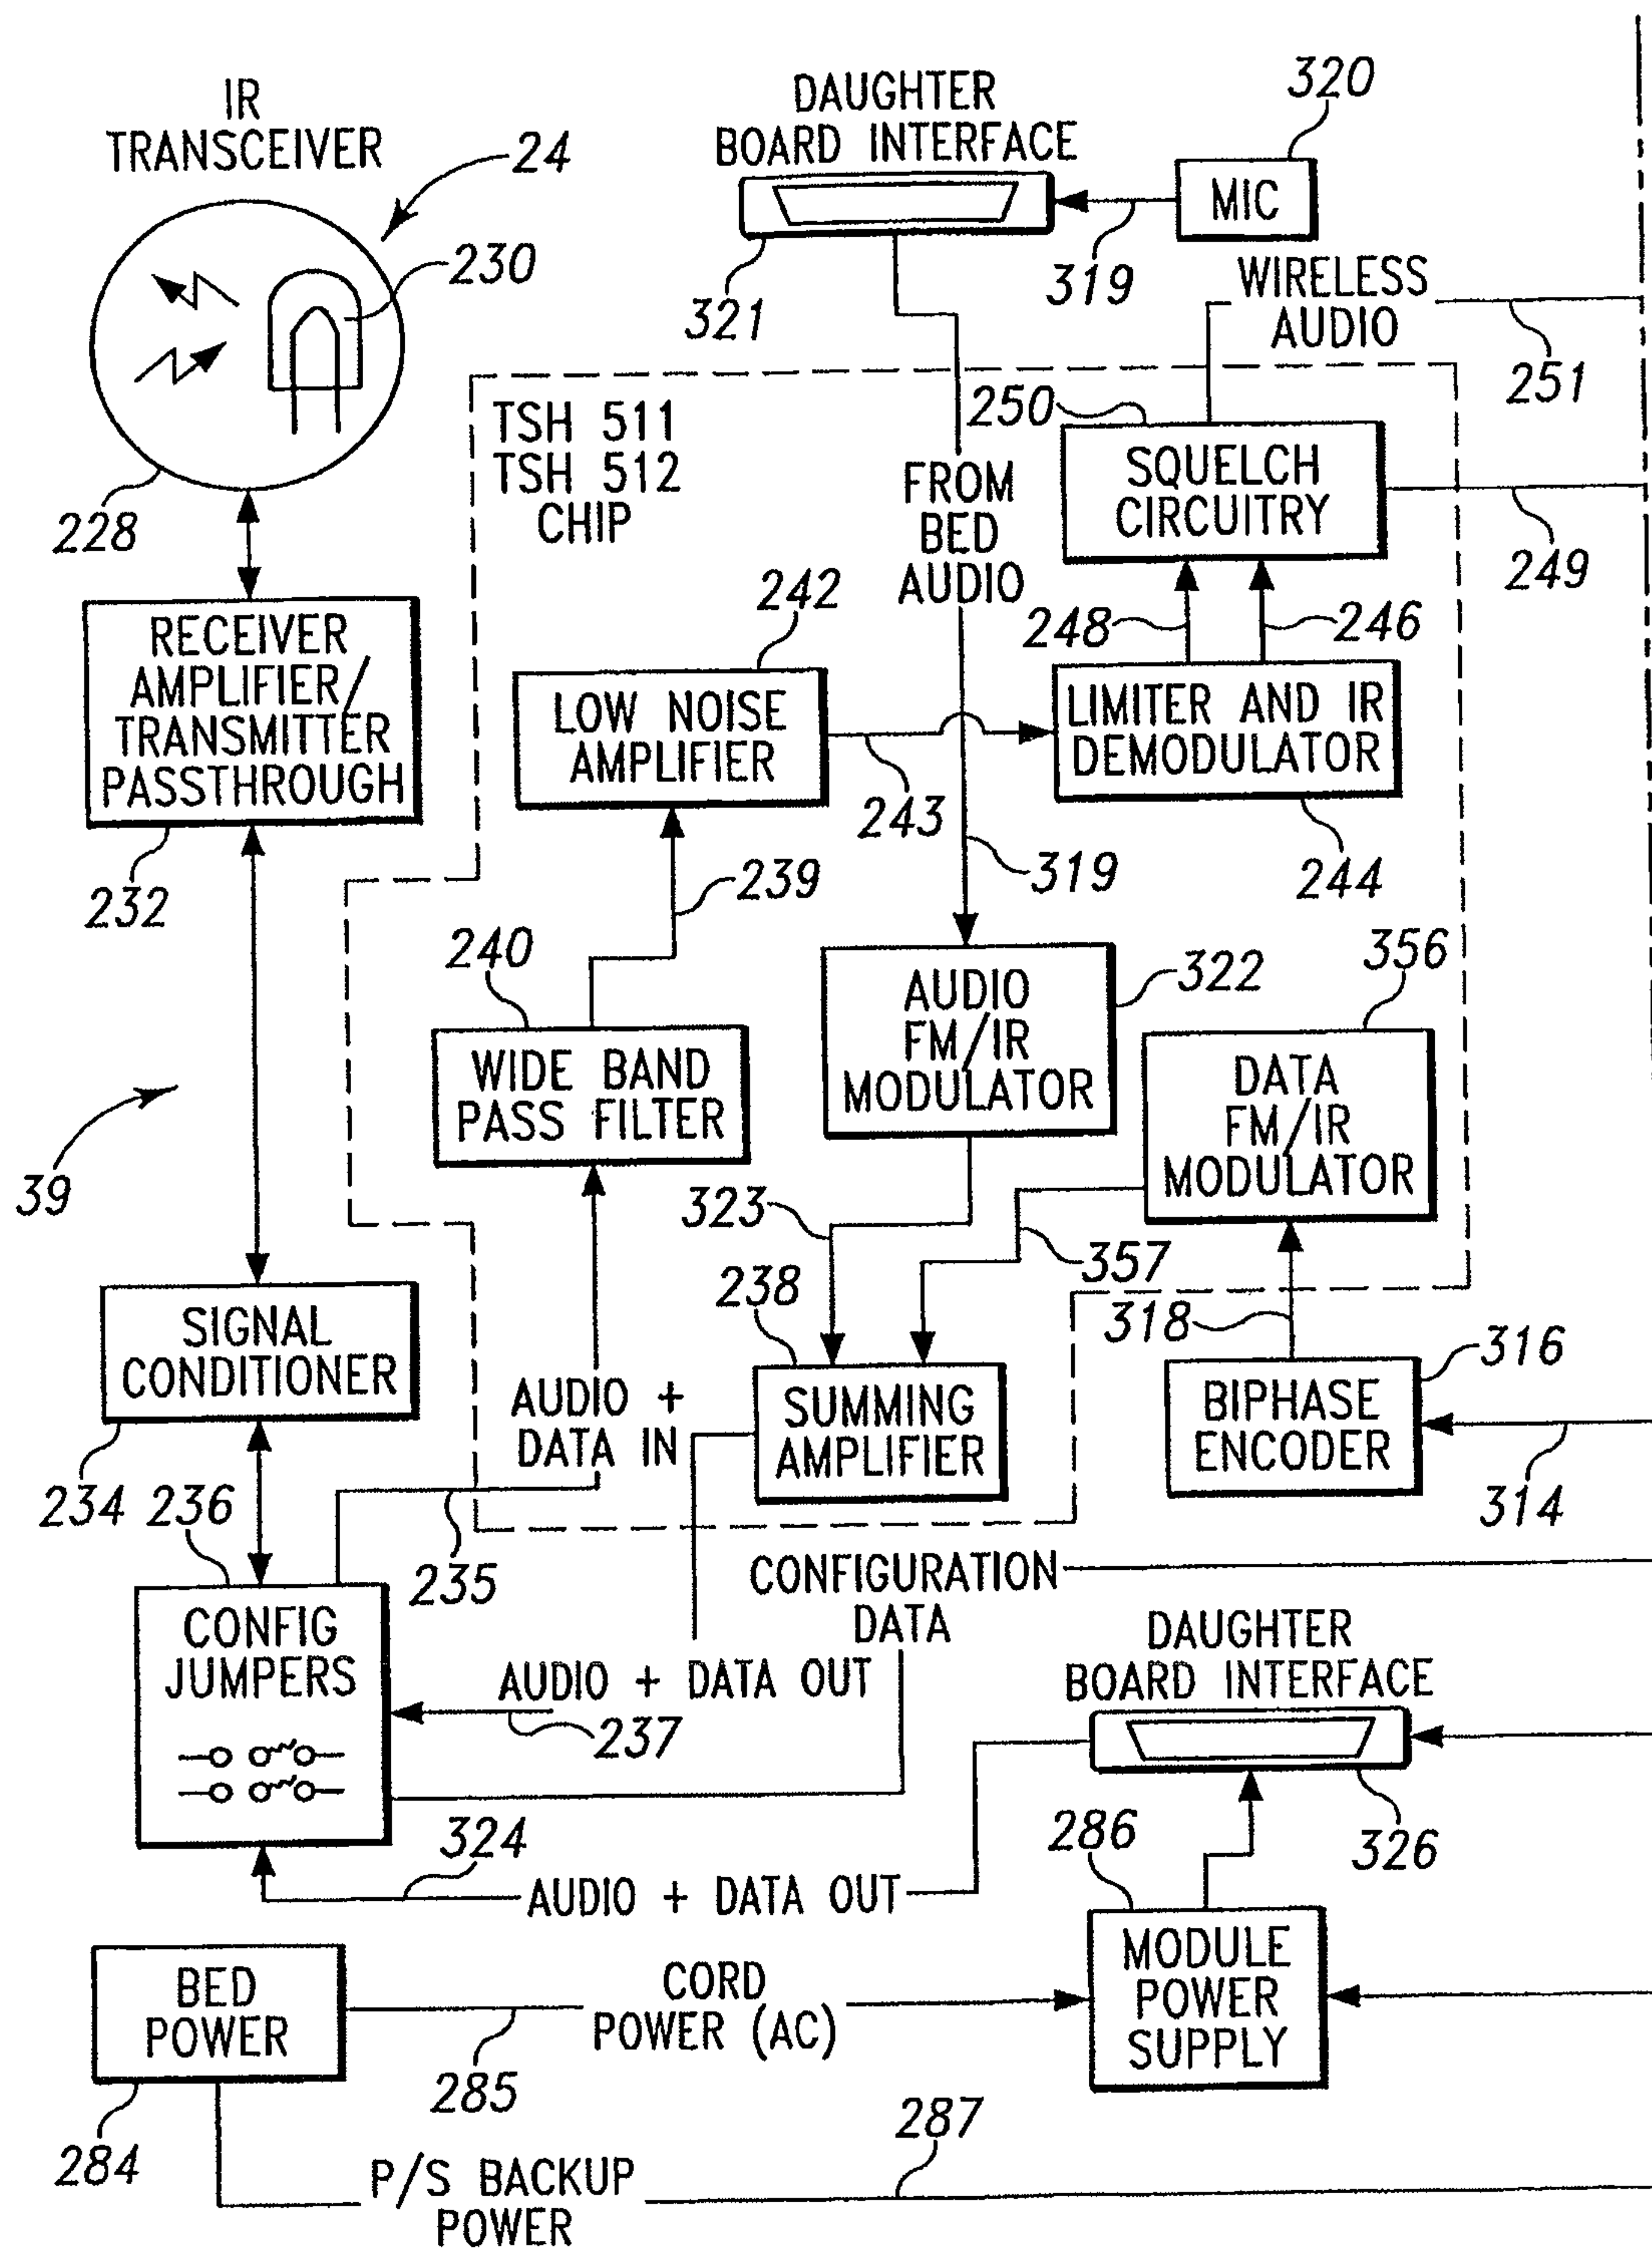 IR
TRANSCEIVER
24
230
228
DAUGHTER
BOARD INTERFACE
321
319
320
MIC
WIRELESS
AUDIO
251
TSH 511
TSH 512
CHIP
250
SQUELCH
CIRCUITRY
249
FROM
BED
AUDIO
248
246
RECEIVER
AMPLIFIER/
TRANSMITTER
PASSTHROUGH
232
242
LOW NOISE
AMPLIFIER
243
LIMITER AND IR
DEMODULATOR
244
239
319
240
WIDE BAND
PASS FILTER
AUDIO
FM/IR
MODULATOR
322
356
DATA
FM/IR
MODULATOR
39
323
357
238
318
SIGNAL
CONDITIONER
234
AUDIO +
DATA IN
SUMMING
AMPLIFIER
316
BIPHASE
ENCODER
314
236
235
CONFIG
JUMPERS
CONFIGURATION
DATA
AUDIO + DATA OUT
237
DAUGHTER
BOARD INTERFACE
326
324
AUDIO + DATA OUT
286
MODULE
POWER
SUPPLY
BED
POWER
284
CORD
POWER (AC)
285
287
P/S BACKUP
POWER